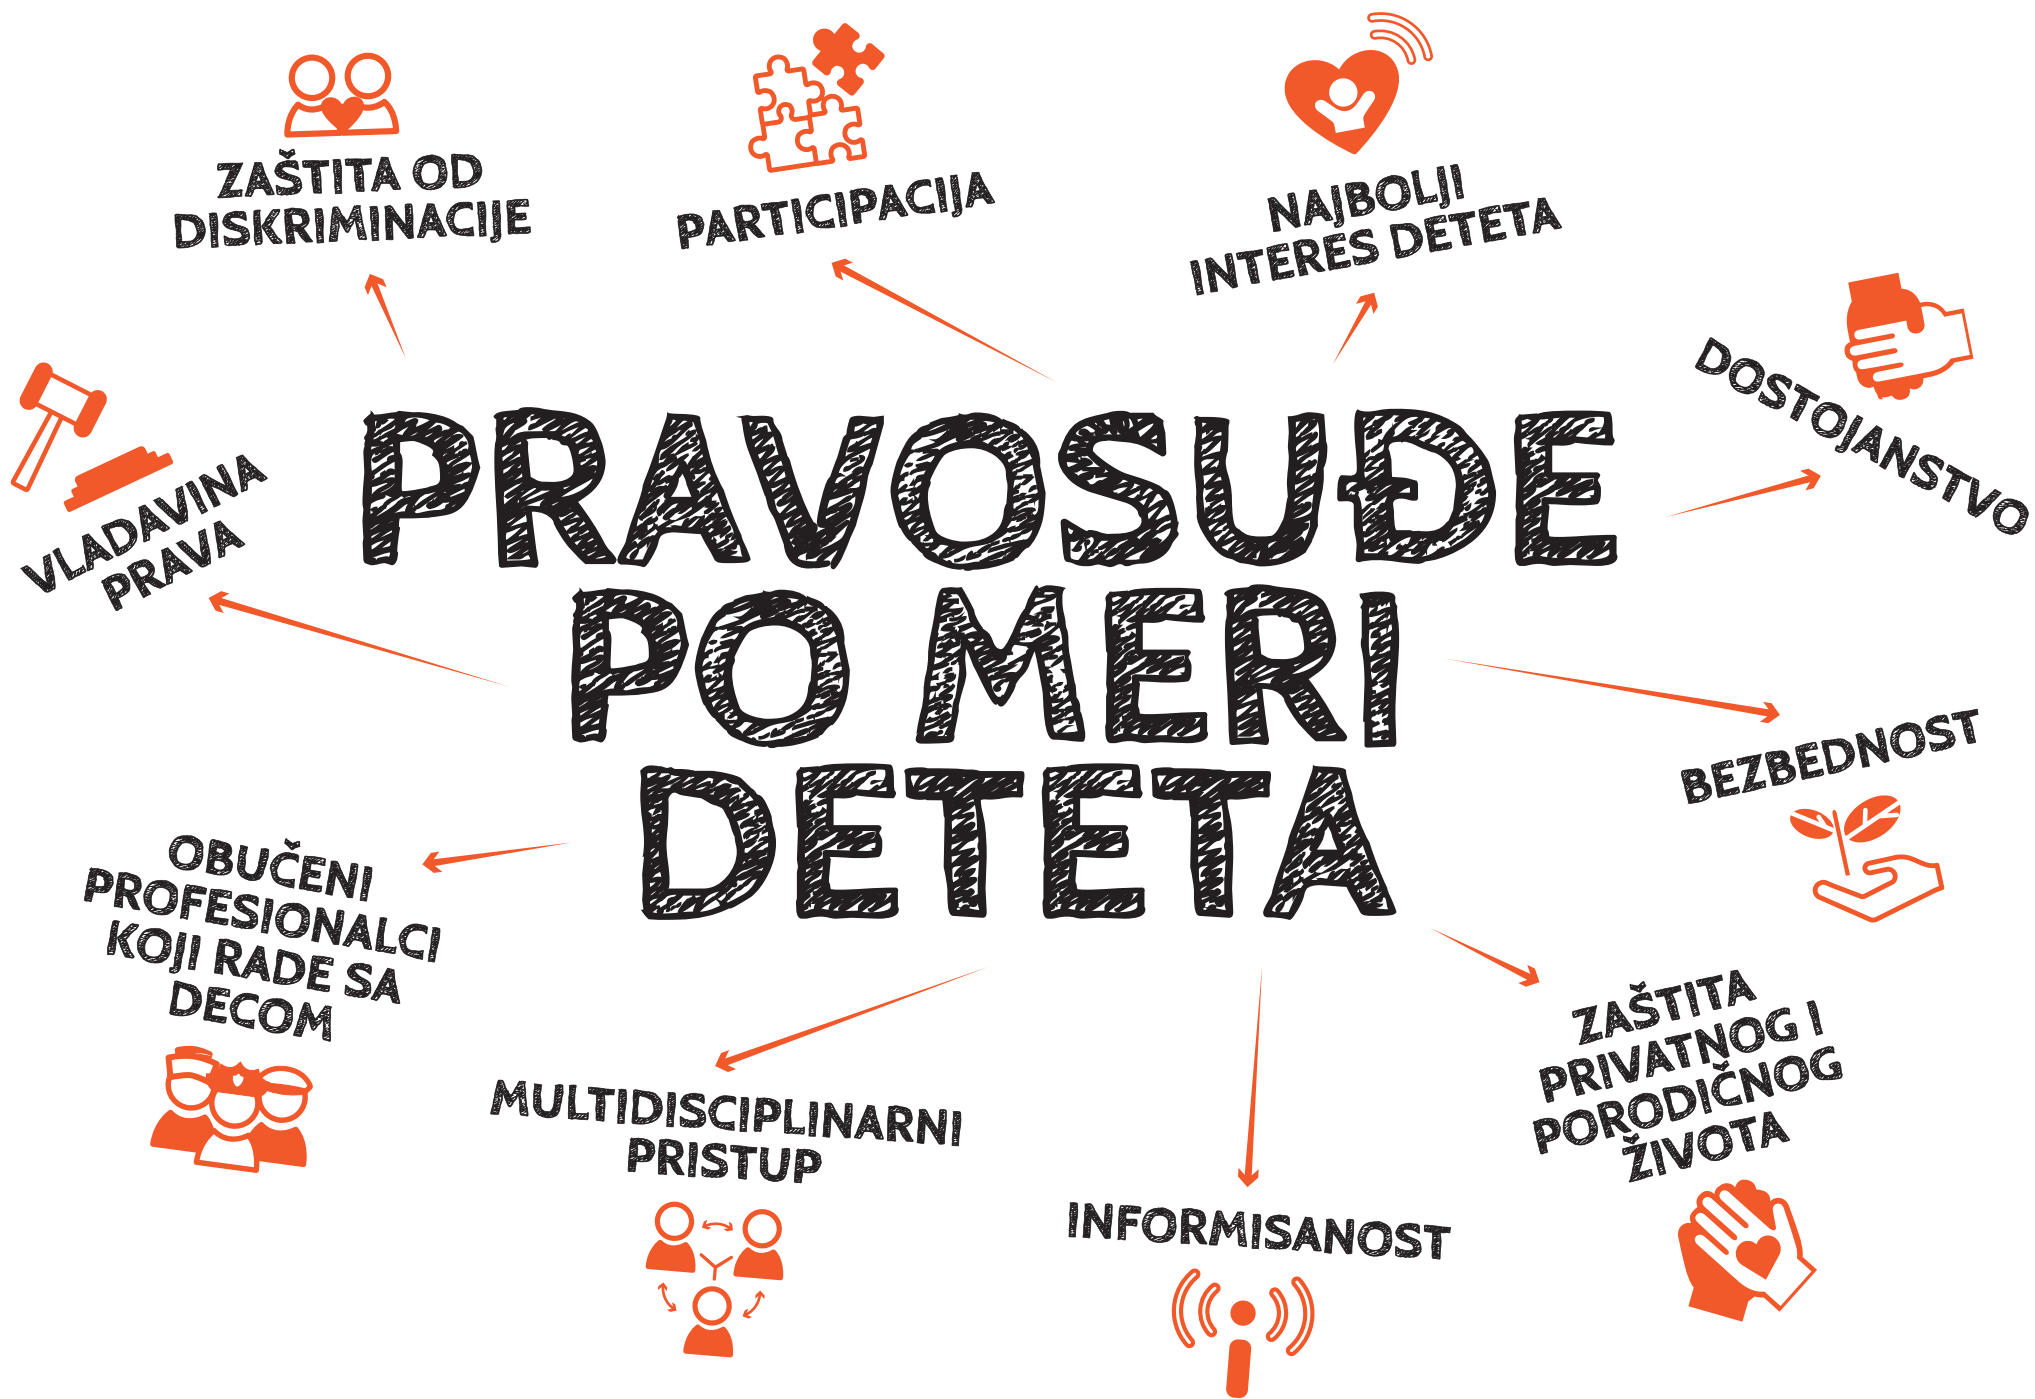 ZAŠTITA OD
DISKRIMINACIJE
PARTICIPACIJA
NAJBOLJI
INTERES DETETA
DOSTOJANSTVO
VLADAVINA
PRAVA
PRAVOSUĐE
PO MERI
DETETA
BEZBEDNOST
OBUČENI
PROFESIONALCI
KOJI RADE SA
DECOM
MULTIDISCIPLINARNI
PRISTUP
INFORMISANOST
ZAŠTITA
PRIVATNOG I
PORODIČNOG
ŽIVOTA